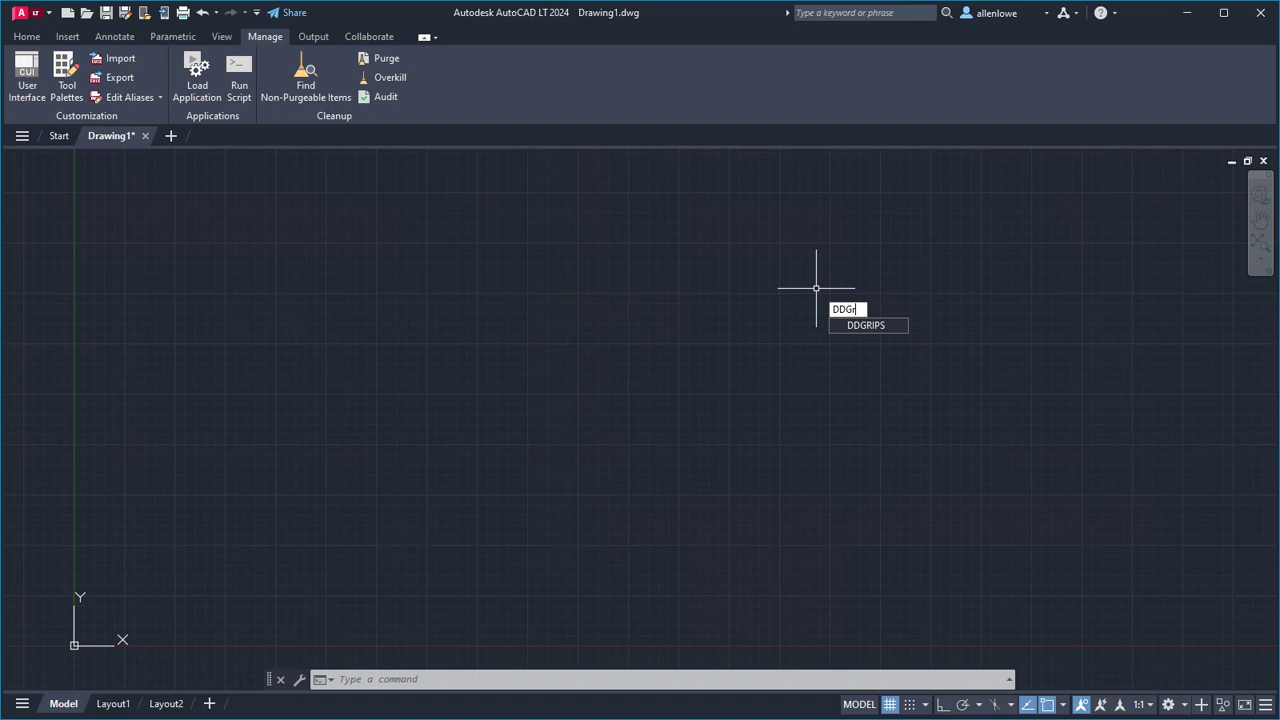 A LT Share Autodesk AutoCAD LT 2024 Drawing1.dwg Type a keyword or phrase allenlowe
Home Insert Annotate Parametric View Manage Output Collaborate
CUI User Interface
Tool Palettes
Import
Export
Edit Aliases
Load Application
Run Script
Find Non-Purgeable Items
Purge
Overkill
Audit
Customization Applications Cleanup
Start Drawing1*
DDGr
DDGRIPS
Y
X
Type a command
Model Layout1 Layout2 MODEL 1:1